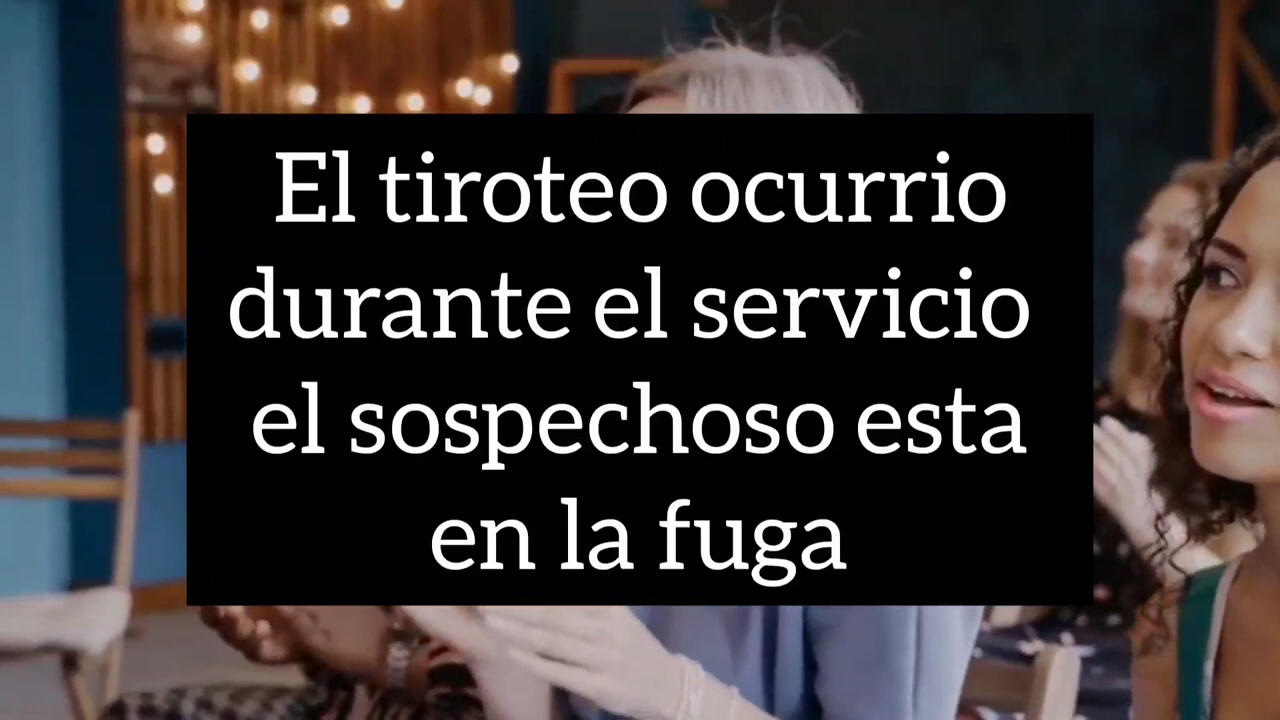 El tiroteo ocurrio
durante el servicio
el sospechoso esta
en la fuga